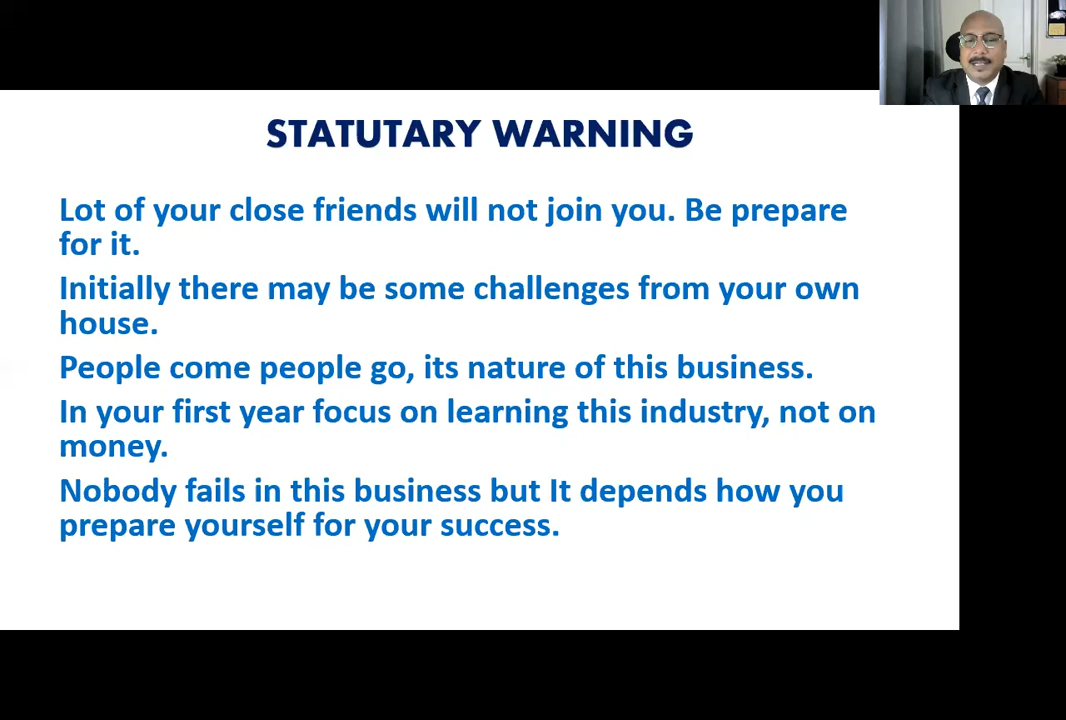 STATUTARY WARNING
Lot of your close friends will not join you. Be prepare
for it.
Initially there may be some challenges from your own
house.
People come people go, its nature of this business.
In your first year focus on learning this industry, not on
money.
Nobody fails in this business but It depends how you
prepare yourself for your success.